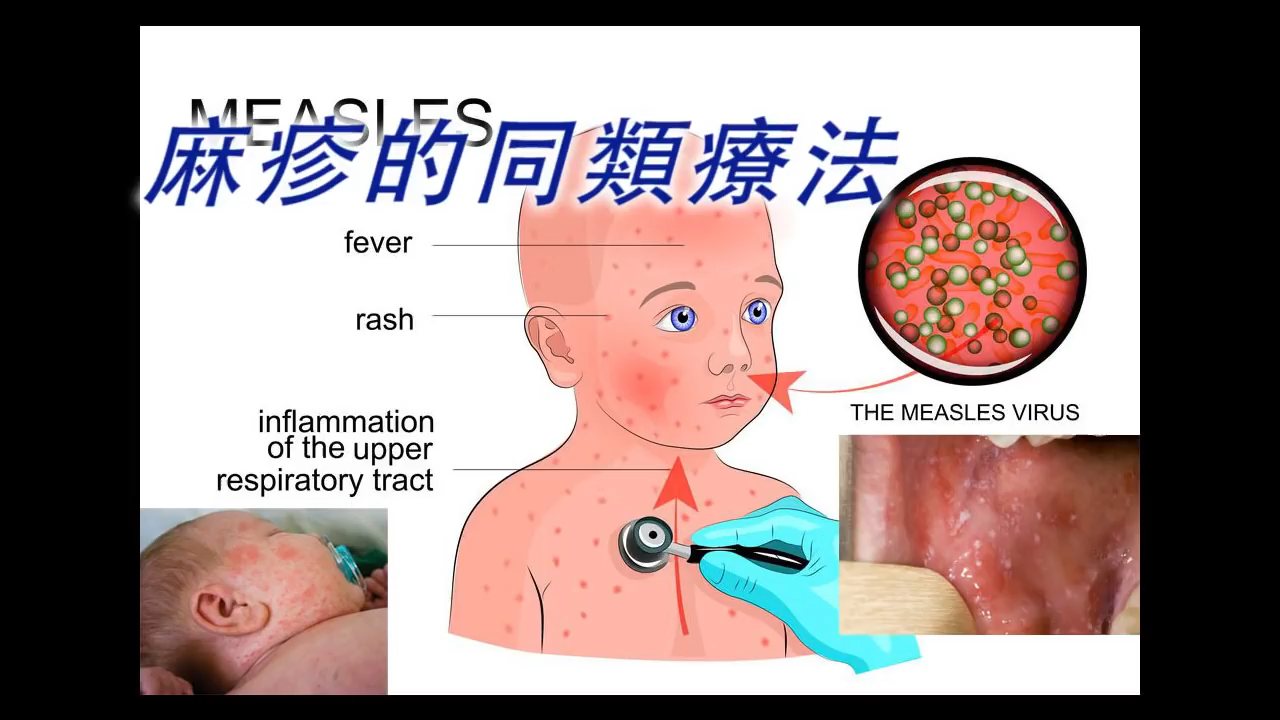 MEASLES
麻疹的同類療法
fever
rash
inflammation
of the upper
respiratory tract
THE MEASLES VIRUS